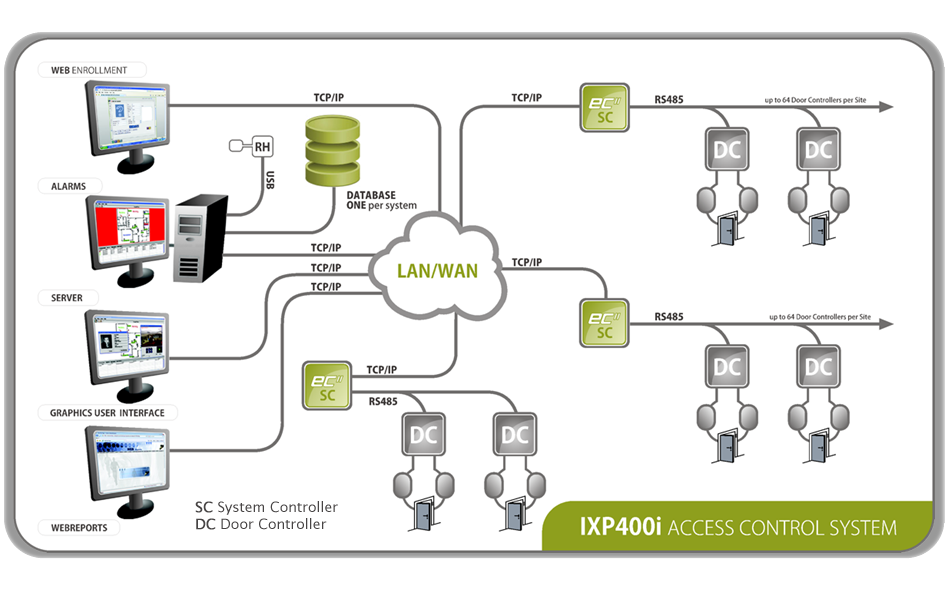 WEB ENROLLMENT
TCP/IP
RH
USB
DATABASE
ONE per system
ALARMS
TCP/IP
SERVER
TCP/IP
TCP/IP
GRAPHICS USER INTERFACE
WEBREPORTS
LAN/WAN
TCP/IP
ec II
SC
RS485
up to 64 Door Controllers per Site
DC
DC
TCP/IP
ec II
SC
RS485
up to 64 Door Controllers per Site
DC
DC
TCP/IP
ec II
SC
RS485
DC
DC
SC System Controller
DC Door Controller
IXP400i ACCESS CONTROL SYSTEM